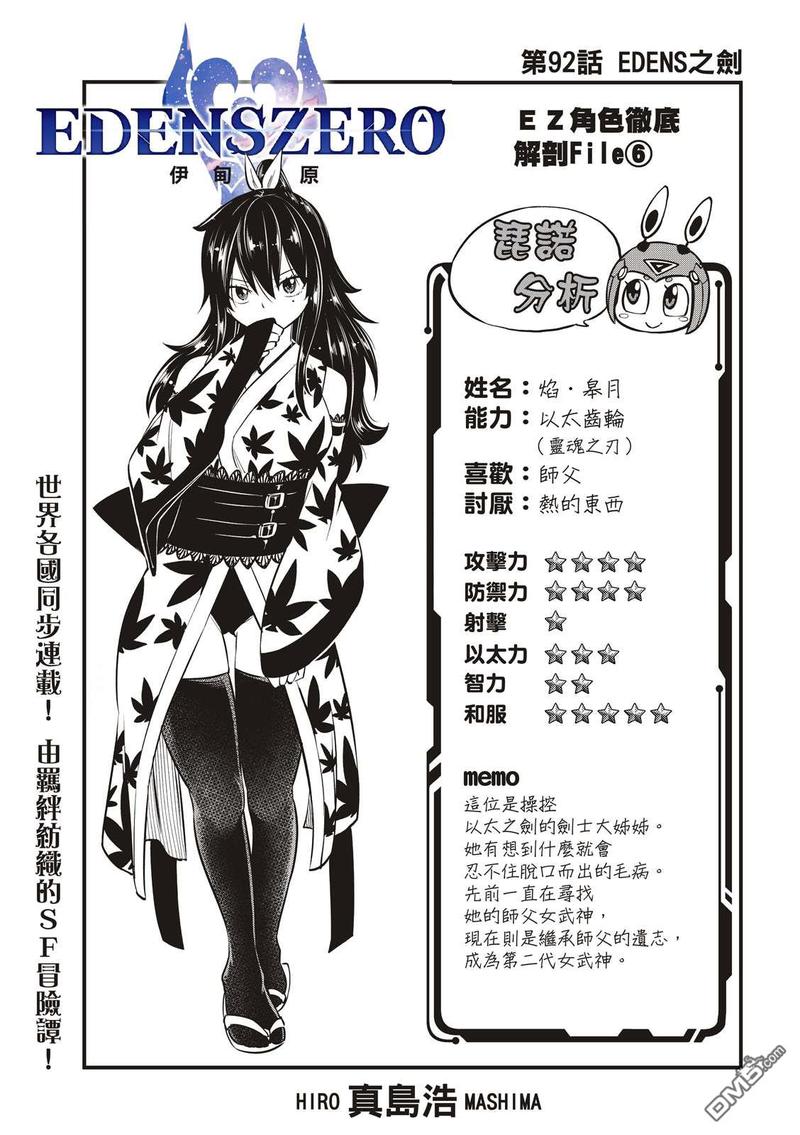 第92話 EDENS之劍
EDENSZERO
伊甸原
EZ角色徹底
解剖File⑥
琵諾
分析
姓名：焰·皋月
能力：以太齒輪
（靈魂之刃）
喜歡：師父
討厭：熱的東西
攻擊力 ☆☆☆☆
防禦力 ☆☆☆☆
射擊 ☆
以太力 ☆☆☆
智力 ☆☆
和服 ☆☆☆☆☆
memo
這位是操控
以太之劍的劍士大姊姊。
她有想到什麼就會
忍不住脫口而出的毛病。
先前一直在尋找
她的師父女武神，
現在則是繼承師父的遺志，
成為第二代女武神。
世界各國同步連載！由羈絆紡織的SF冒險譚！
HIRO 真島浩 MASHIMA
DM5.com